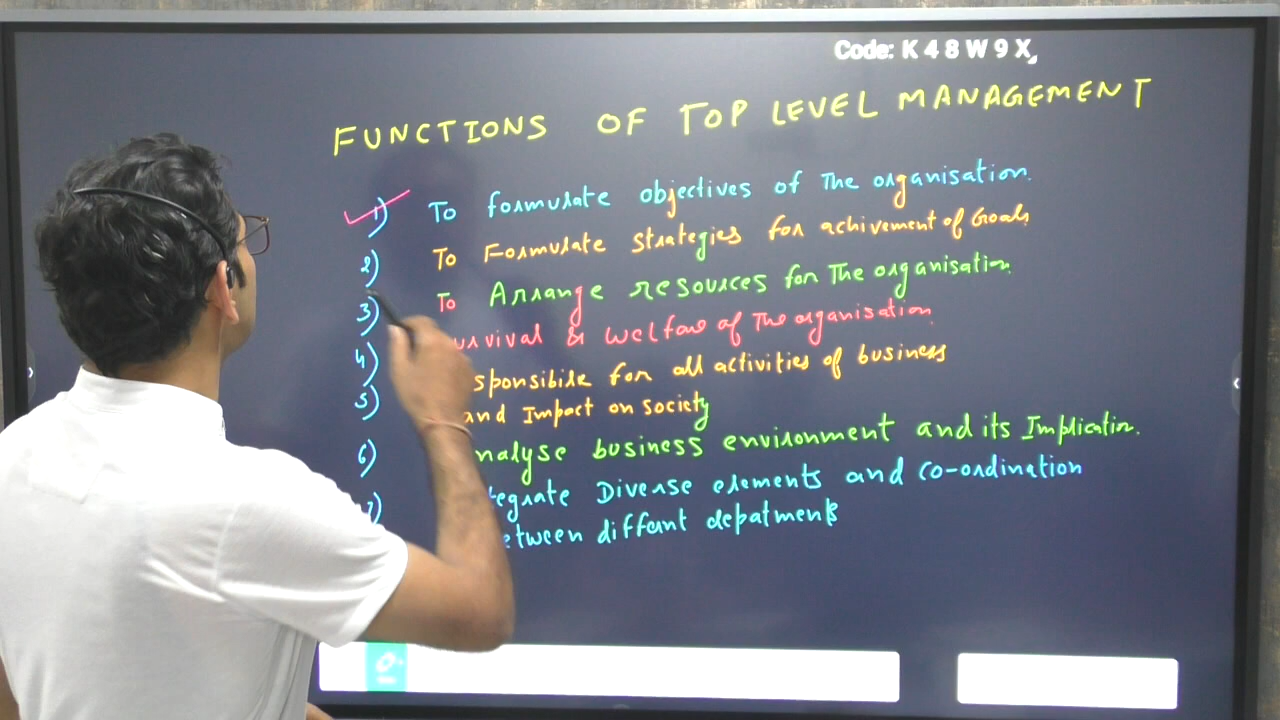 Code: K 4 8 W 9 X,
FUNCTIONS OF TOP LEVEL MANAGEMENT
1) To formulate objectives of The organisation.
2) To Formulate strategies for achivement of Goals
3) To Arrange resources for The organisation
4) urvival & Welfare of The organisation
5) sponsible for all activities of business
and Impact on society
6) nalyse business environment and its Implication.
7) tegrate Diverse elements and co-ordination
etween differnt depatments